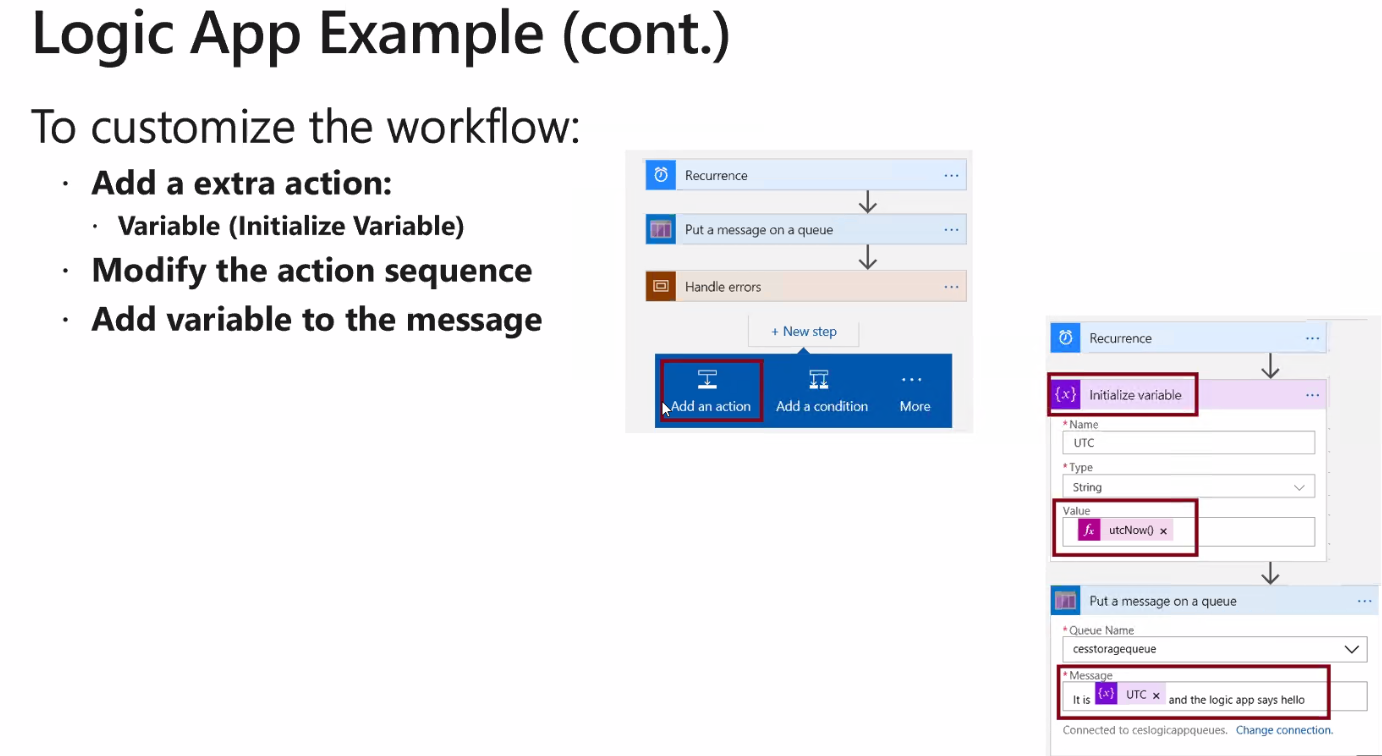 Logic App Example (cont.)
To customize the workflow:
· Add a extra action:
· Variable (Initialize Variable)
· Modify the action sequence
· Add variable to the message
Recurrence ...
Put a message on a queue ...
Handle errors ...
+ New step
Add an action
Add a condition
... More
Recurrence ...
{x} Initialize variable ...
* Name
UTC
* Type
String
Value
fx utcNow() ×
Put a message on a queue ...
* Queue Name
cesstoragequeue
* Message
It is {x} UTC × and the logic app says hello
Connected to ceslogicappqueues. Change connection.